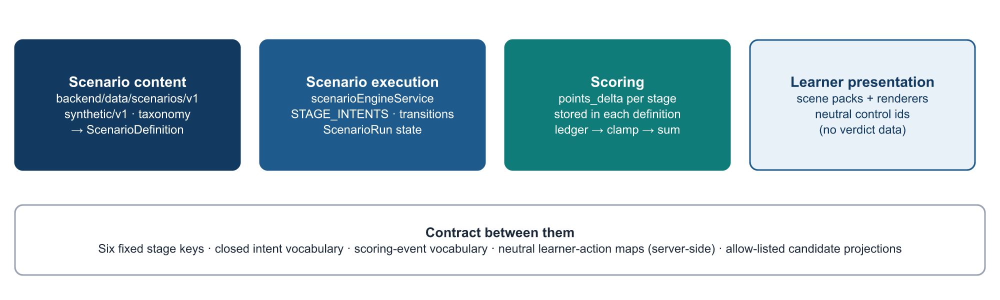 Scenario content
backend/data/scenarios/v1
synthetic/v1 · taxonomy
→ ScenarioDefinition
Scenario execution
scenarioEngineService
STAGE_INTENTS · transitions
ScenarioRun state
Scoring
points_delta per stage
stored in each definition
ledger → clamp → sum
Learner presentation
scene packs + renderers
neutral control ids
(no verdict data)
Contract between them
Six fixed stage keys · closed intent vocabulary · scoring-event vocabulary · neutral learner-action maps (server-side) · allow-listed candidate projections